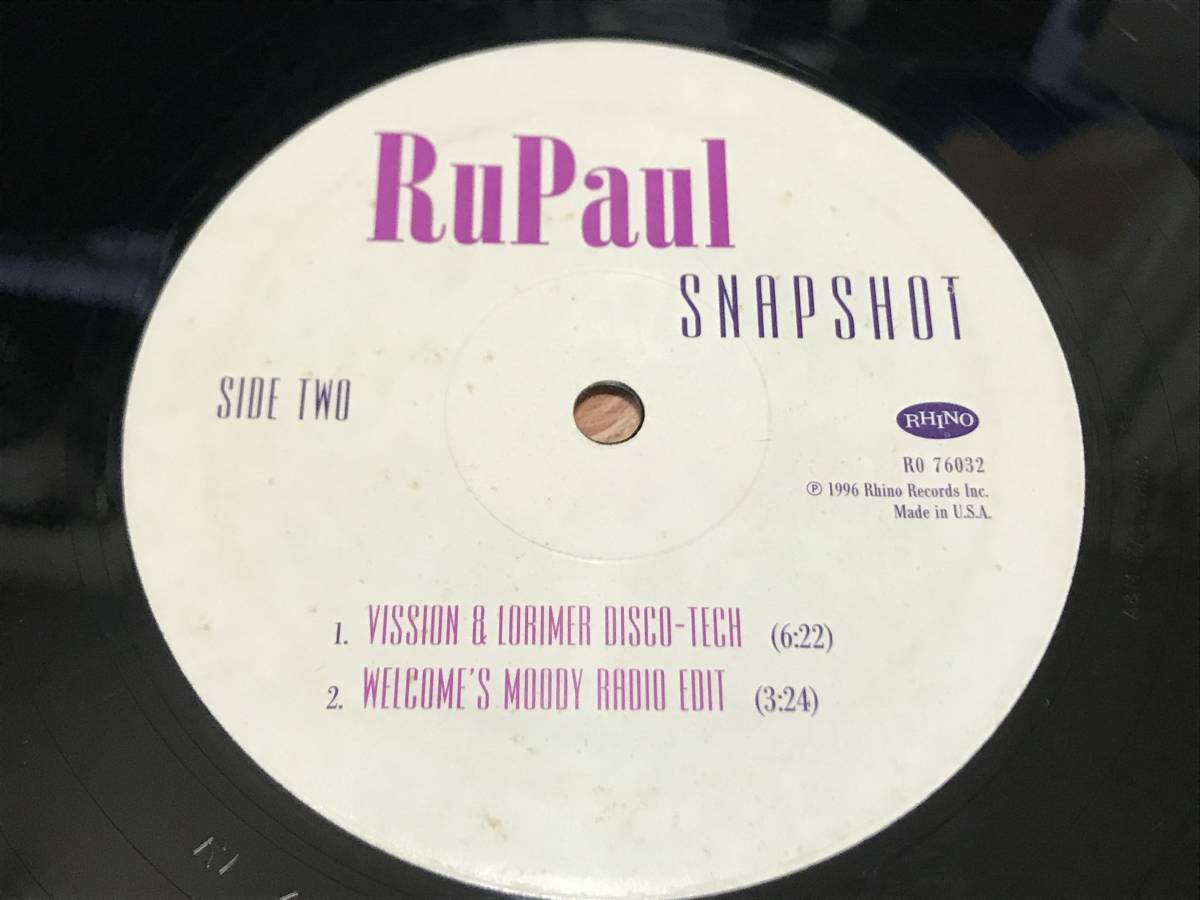 RuPaul
SNAPSHOT
SIDE TWO
RHINO
R0 76032
℗ 1996 Rhino Records Inc.
Made in U.S.A.
1. VISSION & LORIMER DISCO-TECH (6:22)
2. WELCOME'S MOODY RADIO EDIT (3:24)